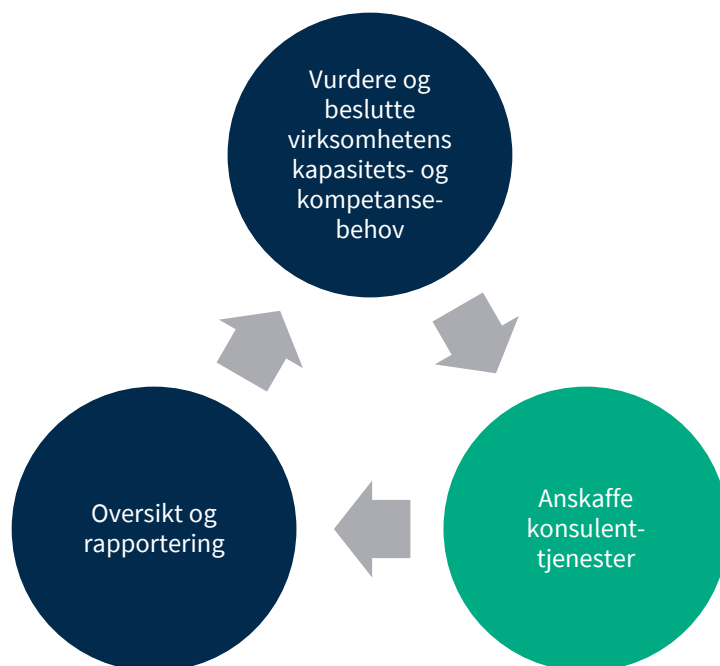 Vurdere og
beslutte
virksomhetens
kapasitets- og
kompetanse-
behov
Oversikt og
rapportering
Anskaffe
konsulent-
tjenester